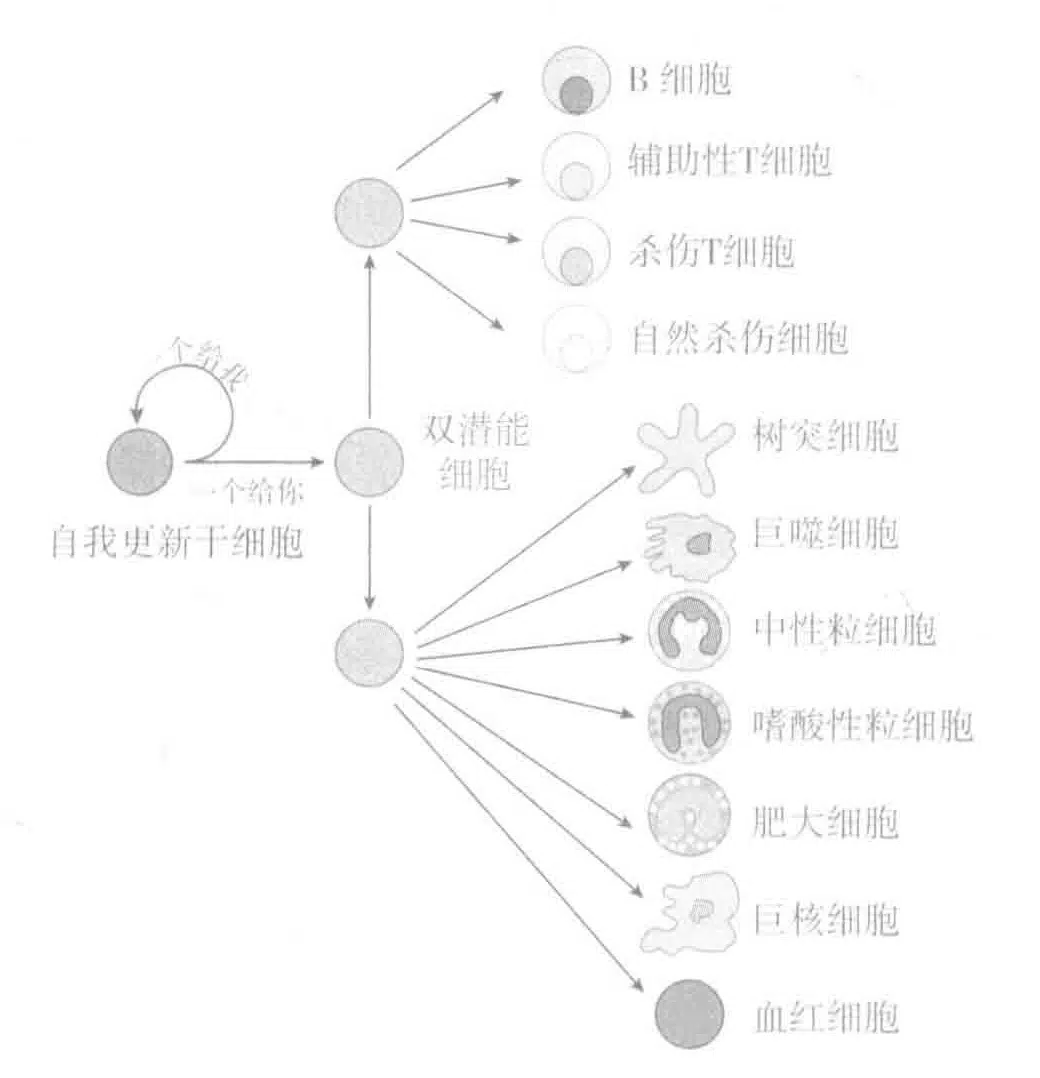 B 细胞
辅助性T细胞
杀伤T细胞
自然杀伤细胞
一个给我
双潜能
细胞
一个给你
自我更新干细胞
树突细胞
巨噬细胞
中性粒细胞
嗜酸性粒细胞
肥大细胞
巨核细胞
血红细胞